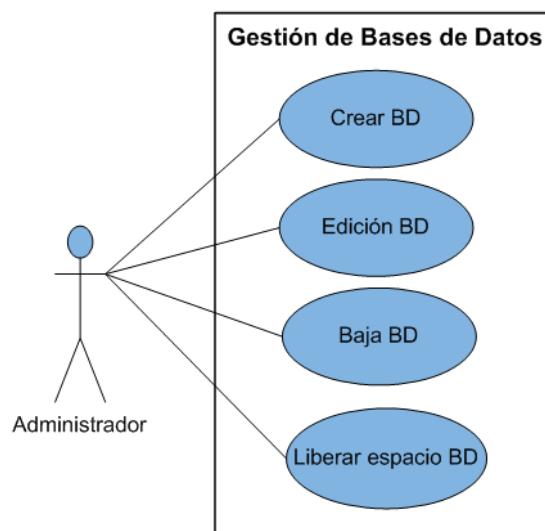 Gestión de Bases de Datos
Crear BD
Edición BD
Baja BD
Administrador
Liberar espacio BD